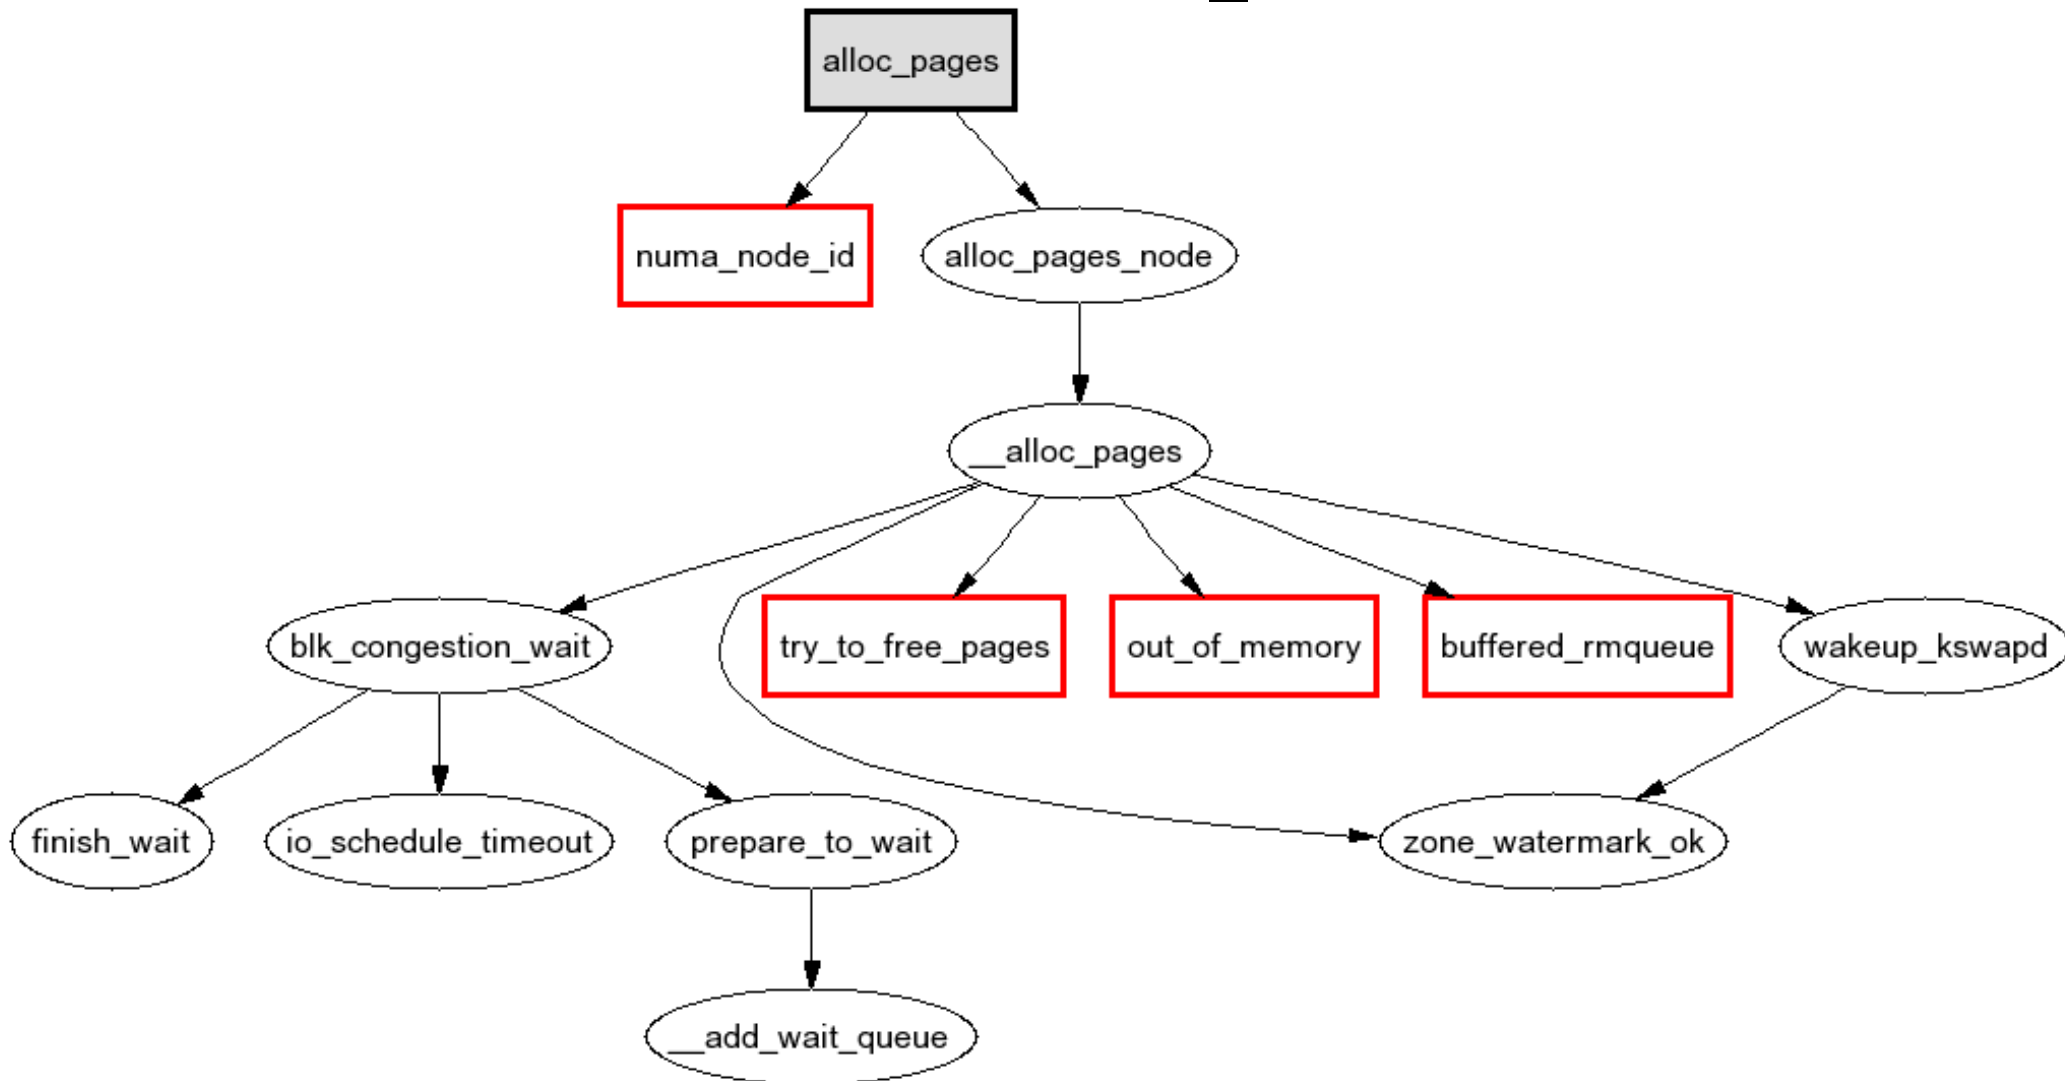 alloc_pages
numa_node_id
alloc_pages_node
__alloc_pages
blk_congestion_wait
try_to_free_pages
out_of_memory
buffered_rmqueue
wakeup_kswapd
finish_wait
io_schedule_timeout
prepare_to_wait
zone_watermark_ok
__add_wait_queue